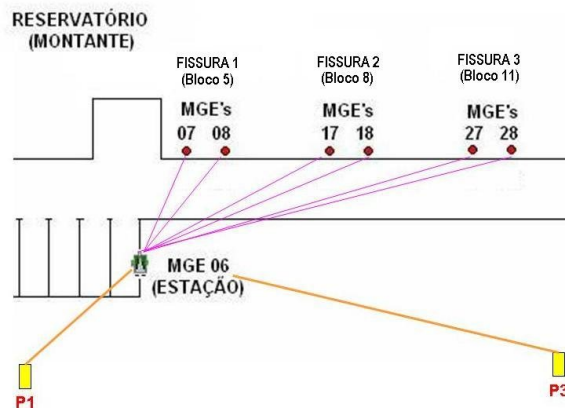 RESERVATÓRIO
(MONTANTE)
FISSURA 1
(Bloco 5)
FISSURA 2
(Bloco 8)
FISSURA 3
(Bloco 11)
MGE's
07 08
MGE's
17 18
MGE's
27 28
MGE 06
(ESTAÇÃO)
P1
P3